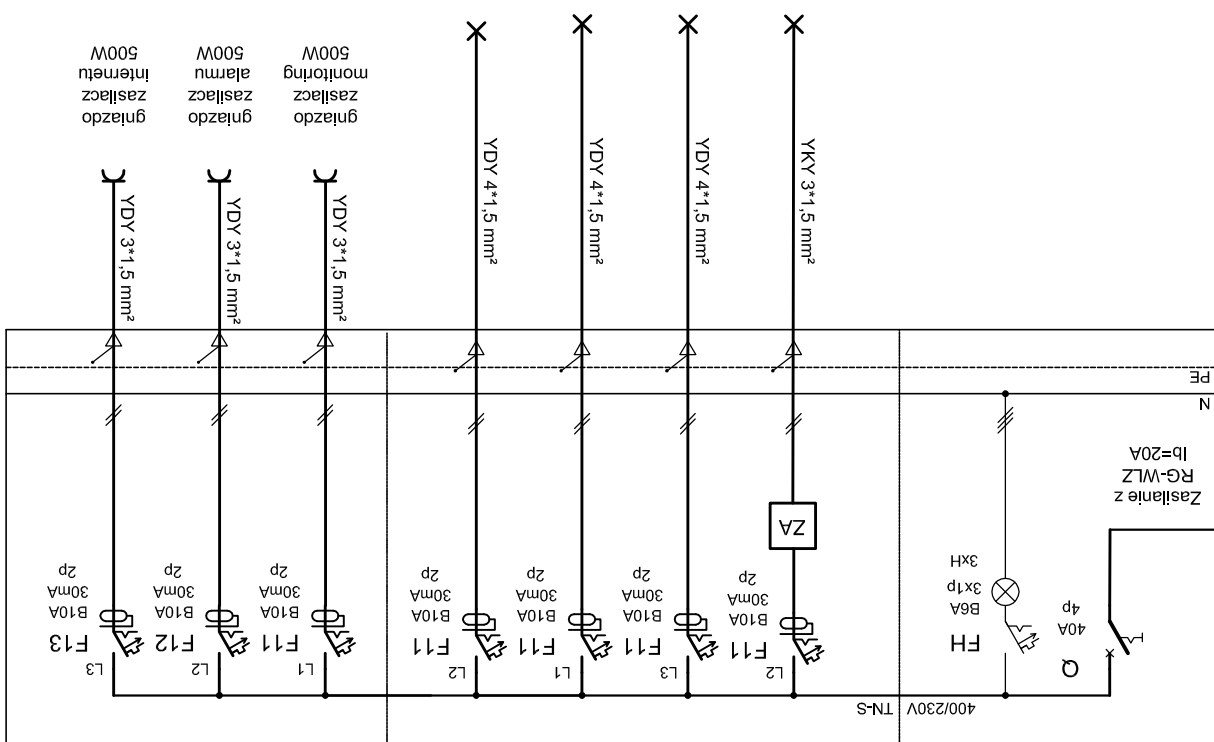 400/230V
TN-S
Q
40A
4p
FH
B6A
3x1p
3xH
Zasilanie z
RG-WLZ
Ib=20A
N
PE
L2
F11
B10A
30mA
2p
ZA
YKY 3*1,5 mm²
L3
F11
B10A
30mA
2p
YDY 4*1,5 mm²
L1
F11
B10A
30mA
2p
YDY 4*1,5 mm²
L2
F11
B10A
30mA
2p
YDY 4*1,5 mm²
L1
F11
B10A
30mA
2p
YDY 3*1,5 mm²
gniazdo
zasilacz
monitoring
500W
L2
F12
B10A
30mA
2p
YDY 3*1,5 mm²
gniazdo
zasilacz
alarmu
500W
L3
F13
B10A
30mA
2p
YDY 3*1,5 mm²
gniazdo
zasilacz
internetu
500W